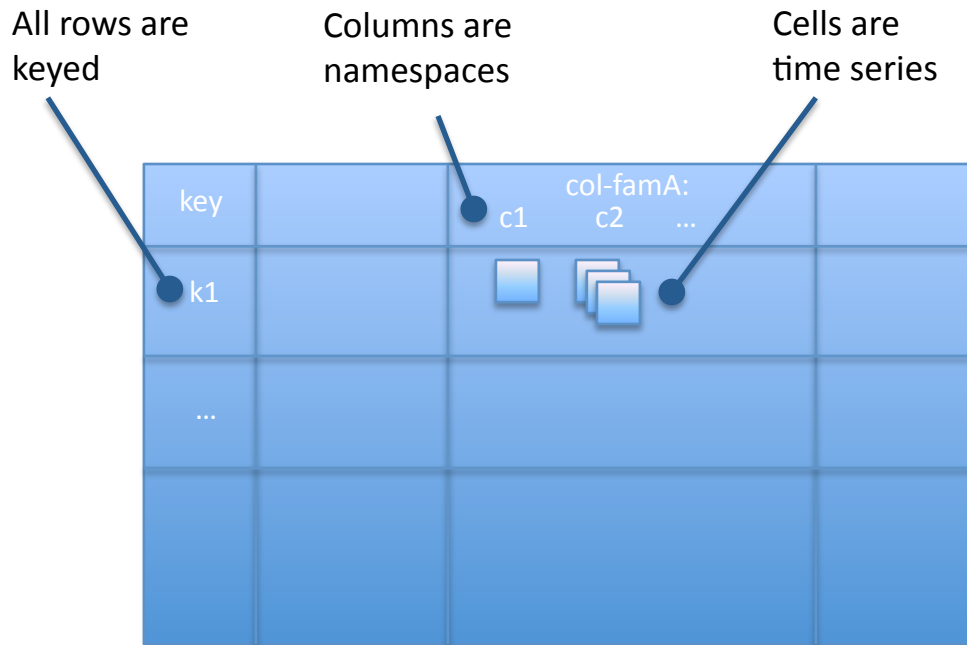 All rows are
keyed
Columns are
namespaces
Cells are
time series
key
col-famA:
c1 c2 ...
k1
...